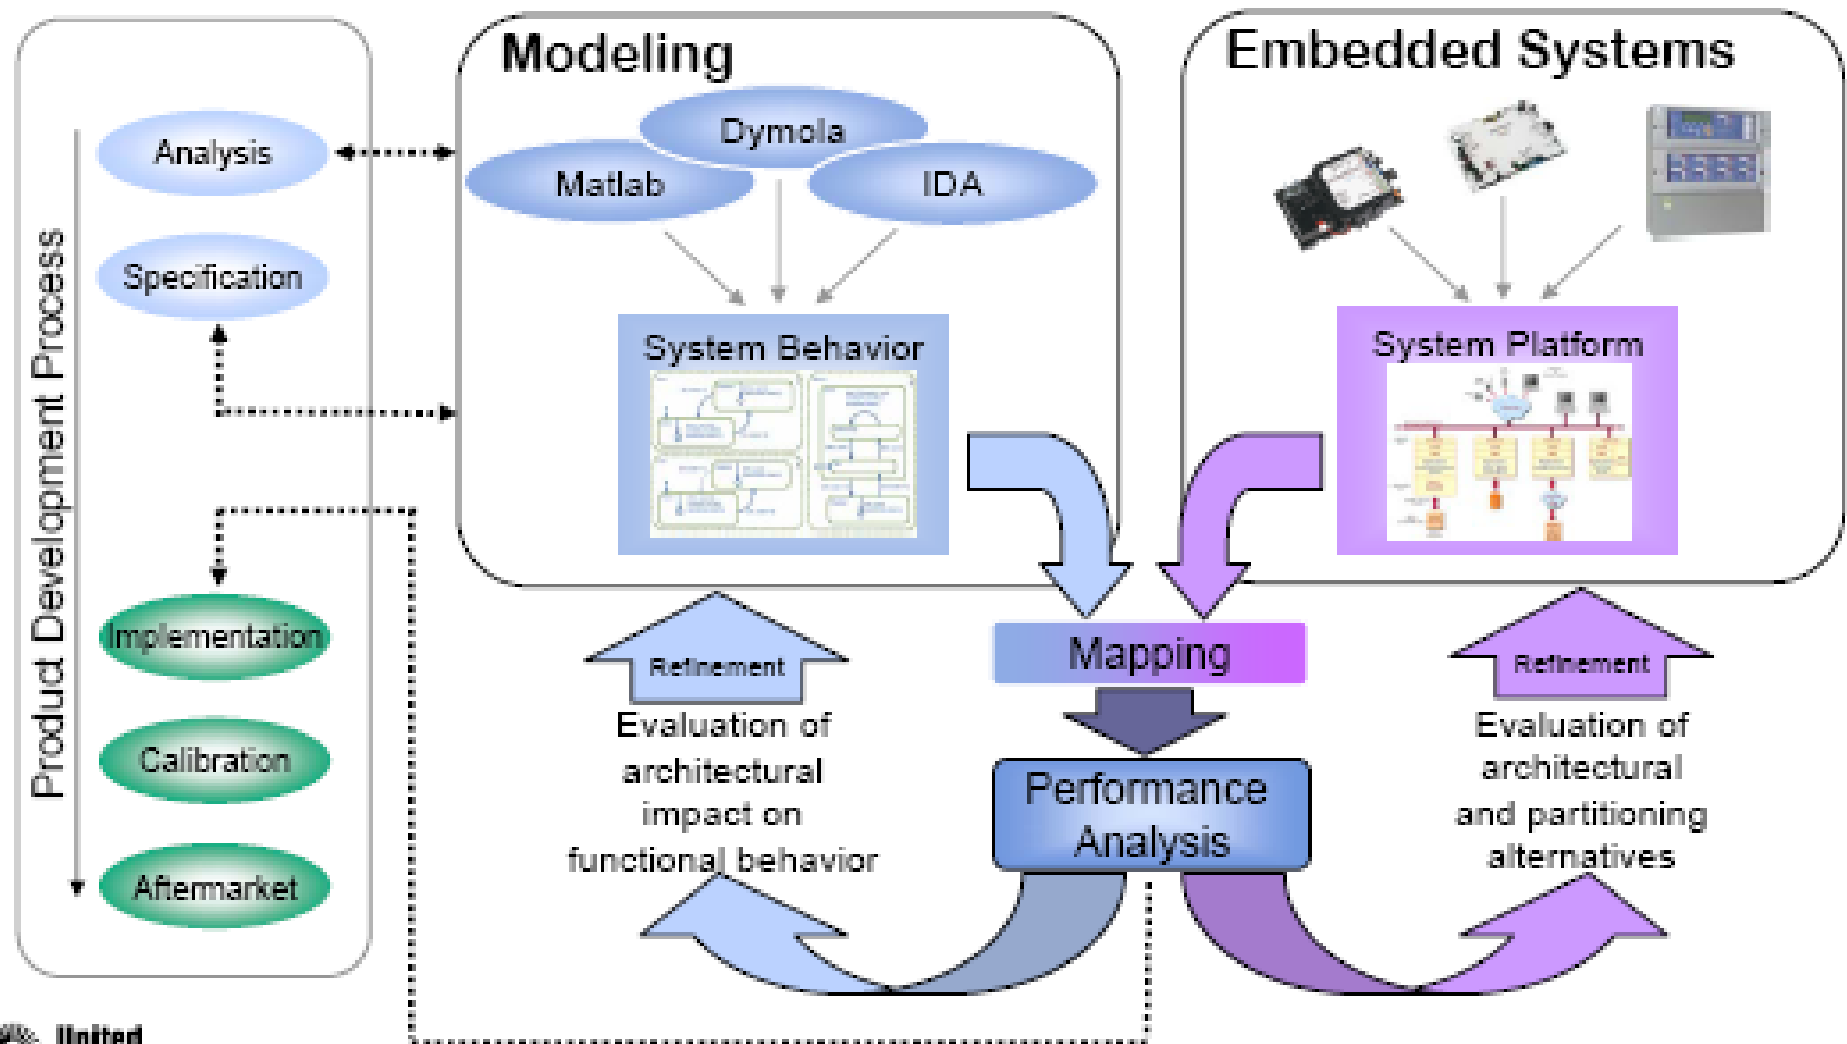 Modeling
Embedded Systems
Product Development Process
Analysis
Specification
Implementation
Calibration
Aftermarket
Dymola
Matlab
IDA
System Behavior
System Platform
Mapping
Refinement
Evaluation of
architectural
impact on
functional behavior
Performance
Analysis
Refinement
Evaluation of
architectural
and partitioning
alternatives
United